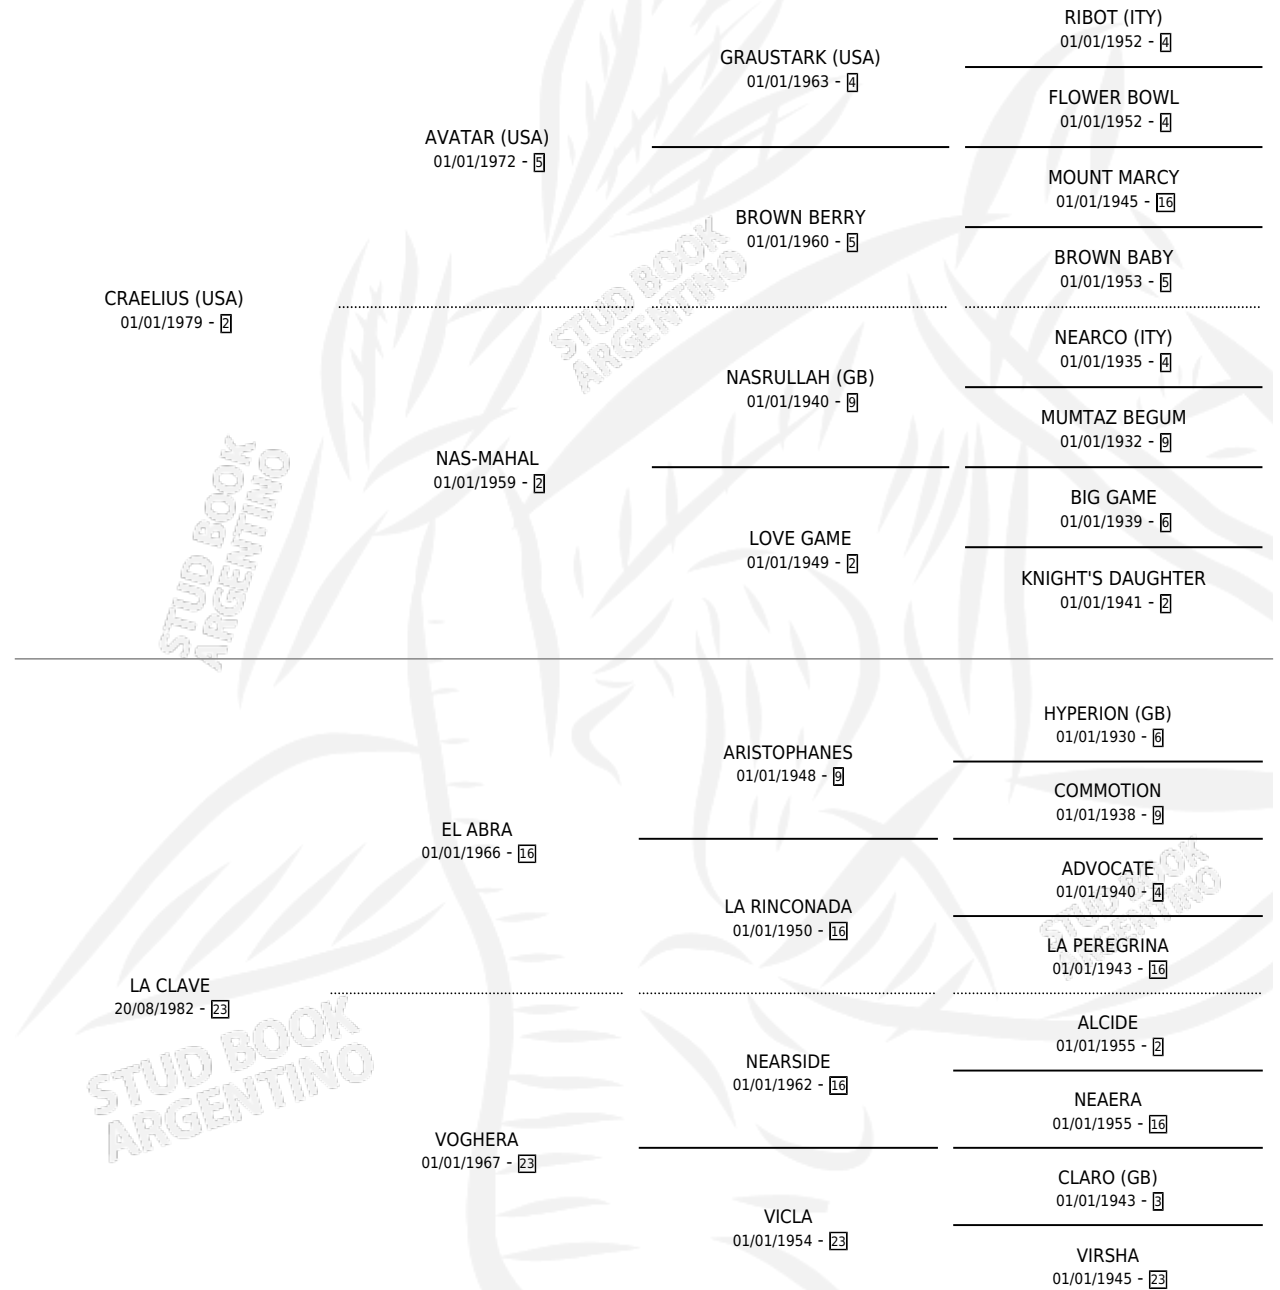 RIBOT (ITY)
01/01/1952 - 4
GRAUSTARK (USA)
01/01/1963 - 4
FLOWER BOWL
01/01/1952 - 4
AVATAR (USA)
01/01/1972 - 5
MOUNT MARCY
01/01/1945 - 16
BROWN BERRY
01/01/1960 - 5
BROWN BABY
01/01/1953 - 5
CRAELIUS (USA)
01/01/1979 - 2
NEARCO (ITY)
01/01/1935 - 4
NASRULLAH (GB)
01/01/1940 - 9
MUMTAZ BEGUM
01/01/1932 - 9
NAS-MAHAL
01/01/1959 - 2
BIG GAME
01/01/1939 - 6
LOVE GAME
01/01/1949 - 2
KNIGHT'S DAUGHTER
01/01/1941 - 2
HYPERION (GB)
01/01/1930 - 6
ARISTOPHANES
01/01/1948 - 9
COMMOTION
01/01/1938 - 9
EL ABRA
01/01/1966 - 16
ADVOCATE
01/01/1940 - 4
LA RINCONADA
01/01/1950 - 16
LA PEREGRINA
01/01/1943 - 16
LA CLAVE
20/08/1982 - 23
ALCIDE
01/01/1955 - 2
NEARSIDE
01/01/1962 - 16
NEAERA
01/01/1955 - 16
VOGHERA
01/01/1967 - 23
CLARO (GB)
01/01/1943 - 3
VICLA
01/01/1954 - 23
VIRSHA
01/01/1945 - 23
STUD BOOK
ARGENTINO
STUD BOOK
ARGENTINO
STUD BOOK
ARGENTINO
STUD BOOK
ARGENTINO